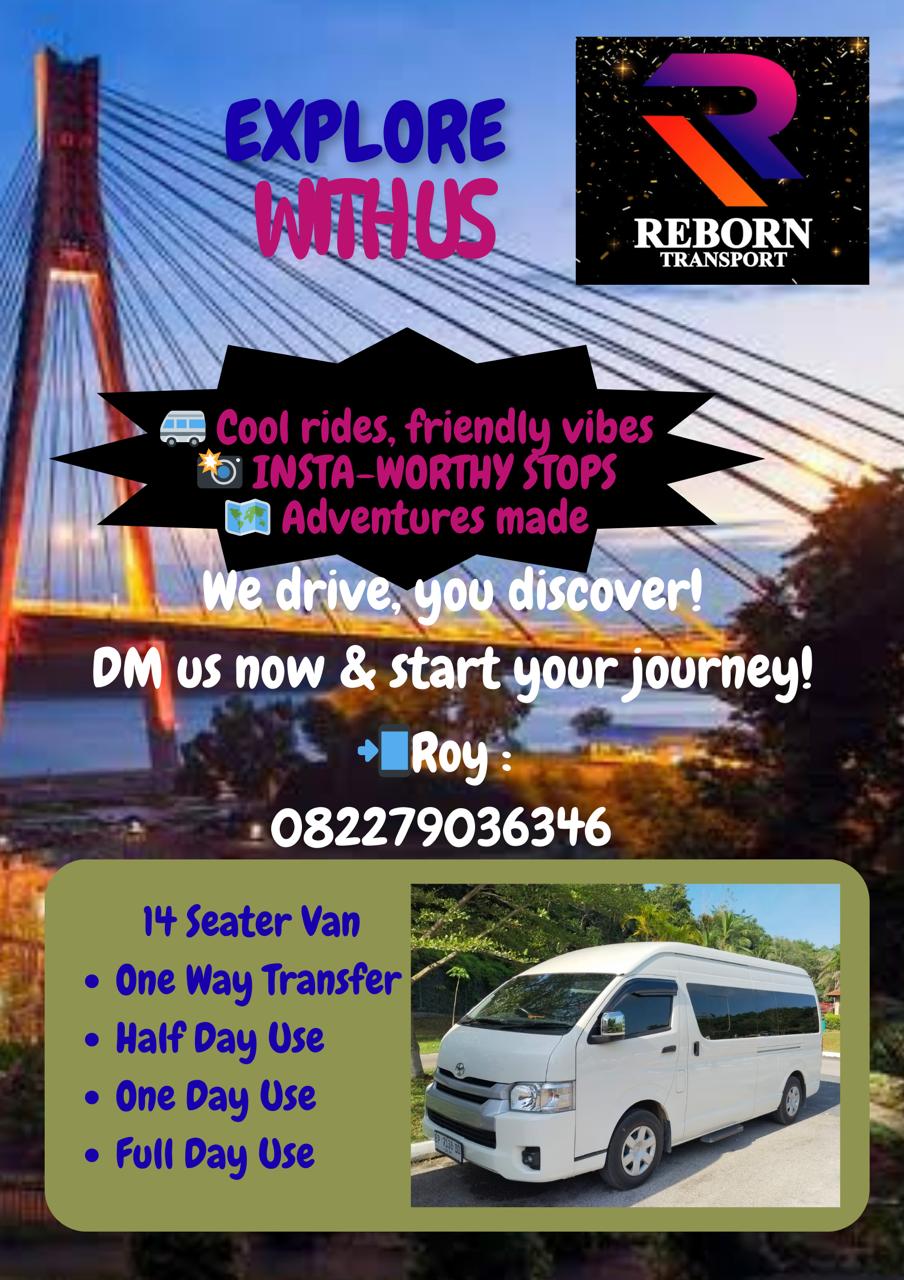 EXPLORE
WITH US
REBORN
TRANSPORT
🚐 Cool rides, friendly vibes
📸 INSTA-WORTHY STOPS
🗺️ Adventures made
We drive, you discover!
DM us now & start your journey!
📲Roy :
082279036346
14 Seater Van
• One Way Transfer
• Half Day Use
• One Day Use
• Full Day Use